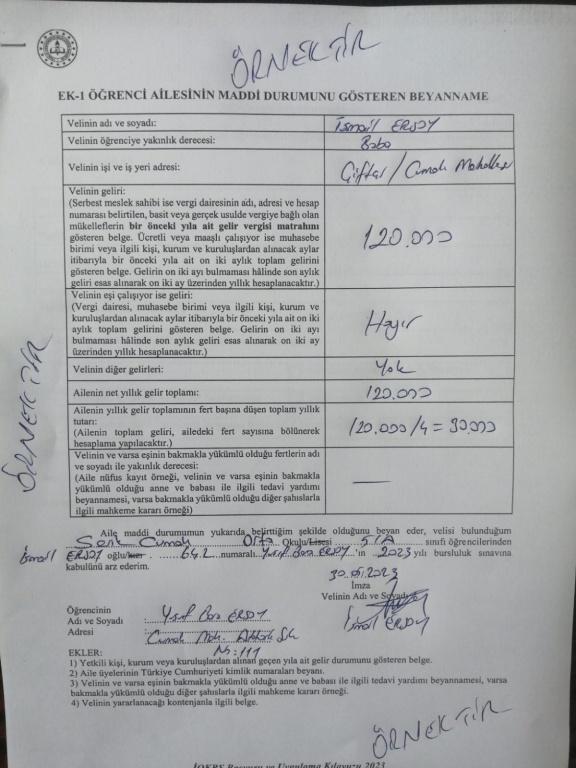 ÖRNEKTİR
EK-1 ÖĞRENCİ AİLESİNİN MADDİ DURUMUNU GÖSTEREN BEYANNAME
Velinin adı ve soyadı: İsmail ERSOY
Velinin öğrenciye yakınlık derecesi: Baba
Velinin işi ve iş yeri adresi: Çiftçi / Cumalı Mahallesi
Velinin geliri:
(Serbest meslek sahibi ise vergi dairesinin adı, adresi ve hesap
numarası belirtilen, basit veya gerçek usulde vergiye bağlı olan
mükelleflerin bir önceki yıla ait gelir vergisi matrahını
gösteren belge. Ücretli veya maaşlı çalışıyor ise muhasebe
birimi veya ilgili kişi, kurum ve kuruluşlardan alınacak aylar
itibarıyla bir önceki yıla ait on iki aylık toplam gelirini
gösteren belge. Gelirin on iki ayı bulmaması hâlinde son aylık
geliri esas alınarak on iki ay üzerinden yıllık hesaplanacaktır.)
120.000
Velinin eşi çalışıyor ise geliri:
(Vergi dairesi, muhasebe birimi veya ilgili kişi, kurum ve
kuruluşlardan alınacak aylar itibarıyla bir önceki yıla ait on iki
aylık toplam gelirini gösteren belge. Gelirin on iki ayı
bulmaması hâlinde son aylık geliri esas alınarak on iki ay
üzerinden yıllık hesaplanacaktır.)
Hayır
Velinin diğer gelirleri: Yok
Ailenin net yıllık gelir toplamı: 120.000
Ailenin yıllık gelir toplamının fert başına düşen toplam yıllık
tutarı:
(Ailenin toplam geliri, ailedeki fert sayısına bölünerek
hesaplama yapılacaktır.)
120.000/4 = 30.000
Velinin ve varsa eşinin bakmakla yükümlü olduğu fertlerin adı
ve soyadı ile yakınlık derecesi:
(Aile nüfus kayıt örneği, velinin ve varsa eşinin bakmakla
yükümlü olduğu anne ve babası ile ilgili tedavi yardımı
beyannamesi, varsa bakmakla yükümlü olduğu diğer şahıslarla
ilgili mahkeme kararı örneği)
ÖRNEKTİR
Aile maddi durumumun yukarıda belirttiğim şekilde olduğunu beyan eder, velisi bulunduğum
Cumalı Orta Okulu/Lisesi 5/A sınıfı öğrencilerinden
İsmail ERSOY oğlu/kızı 642 numaralı ERSOY 'ın 2023 yılı bursluluk sınavına
kabulünü arz ederim.
30.01.2023
İmza
Velinin Adı ve Soyadı
İsmail ERSOY
Öğrencinin
Adı ve Soyadı : ERSOY
Adresi : Cumalı Mah. Sk
No: 111
EKLER:
1) Yetkili kişi, kurum veya kuruluşlardan alınan geçen yıla ait gelir durumunu gösteren belge.
2) Aile üyelerinin Türkiye Cumhuriyeti kimlik numaraları beyanı.
3) Velinin ve varsa eşinin bakmakla yükümlü olduğu anne ve babası ile ilgili tedavi yardımı beyannamesi, varsa
bakmakla yükümlü olduğu diğer şahıslarla ilgili mahkeme kararı örneği.
4) Velinin yararlanacağı kontenjanla ilgili belge.
ÖRNEKTİR
İOKBS Başvuru ve Uygulama Kılavuzu 2023